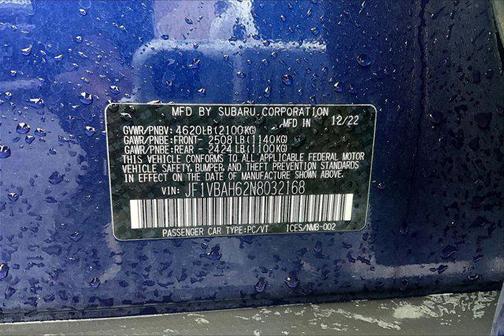 MFD BY SUBARU CORPORATION
MFD IN 12/22
GVWR/PNBV: 4620LB(2100KG)
GAWR/PNBE:FRONT- 2508LB(1140KG)
GAWR/PNBE:REAR - 2424LB(1100KG)
THIS VEHICLE CONFORMS TO ALL APPLICABLE FEDERAL MOTOR
VEHICLE SAFETY, BUMPER, AND THEFT PREVENTION STANDARDS
IN EFFECT ON THE DATE OF MANUFACTURE SHOWN ABOVE.
VIN: JF1VBAH62N8032168
PASSENGER CAR TYPE:PC/VT ICES/NMB-002